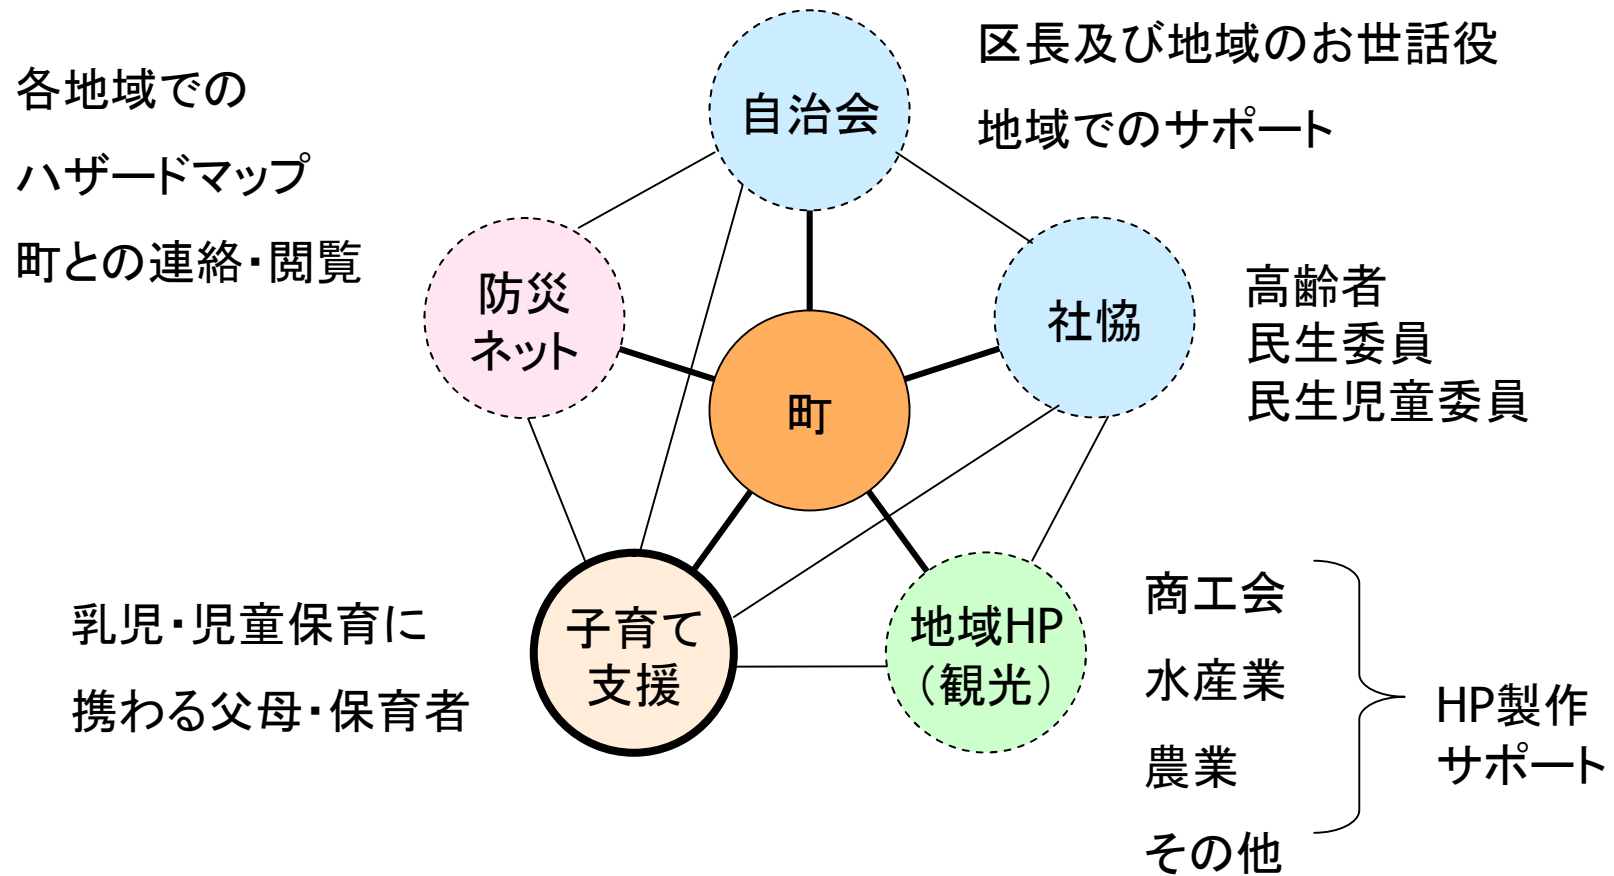 各地域での
ハザードマップ
町との連絡・閲覧
自治会
区長及び地域のお世話役
地域でのサポート
防災
ネット
社恊
高齢者
民生委員
民生児童委員
町
乳児・児童保育に
携わる父母・保育者
子育て
支援
地域HP
（観光）
商工会
水産業
農業
その他
HP製作
サポート